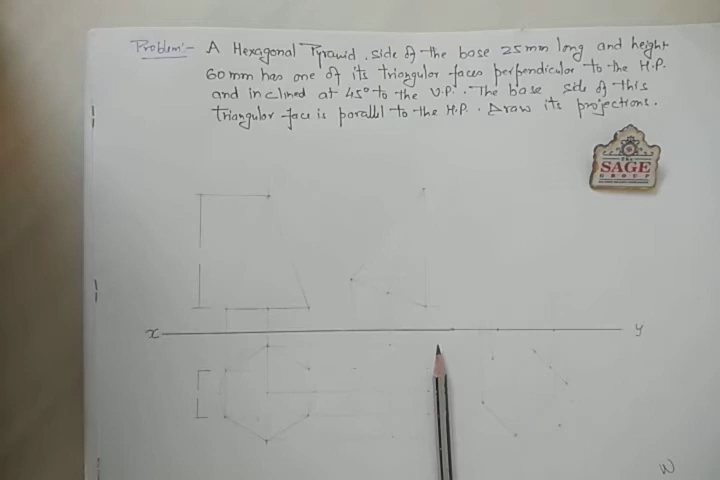 Problem:- A Hexagonal Pyramid, side of the base 25mm long and height
60mm has one of its triangular faces perpendicular to the H.P.
and inclined at 45° to the V.P. The base side of this
triangular face is parallel to the H.P. Draw its projections.
The
SAGE
GROUP
x y
W